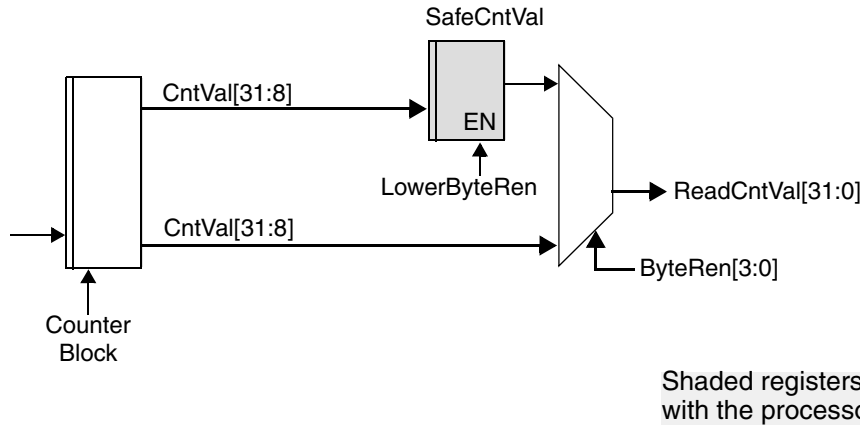 SafeCntVal
CntVal[31:8]
EN
LowerByteRen
ReadCntVal[31:0]
CntVal[31:8]
ByteRen[3:0]
Counter
Block
Shaded registers
with the processo